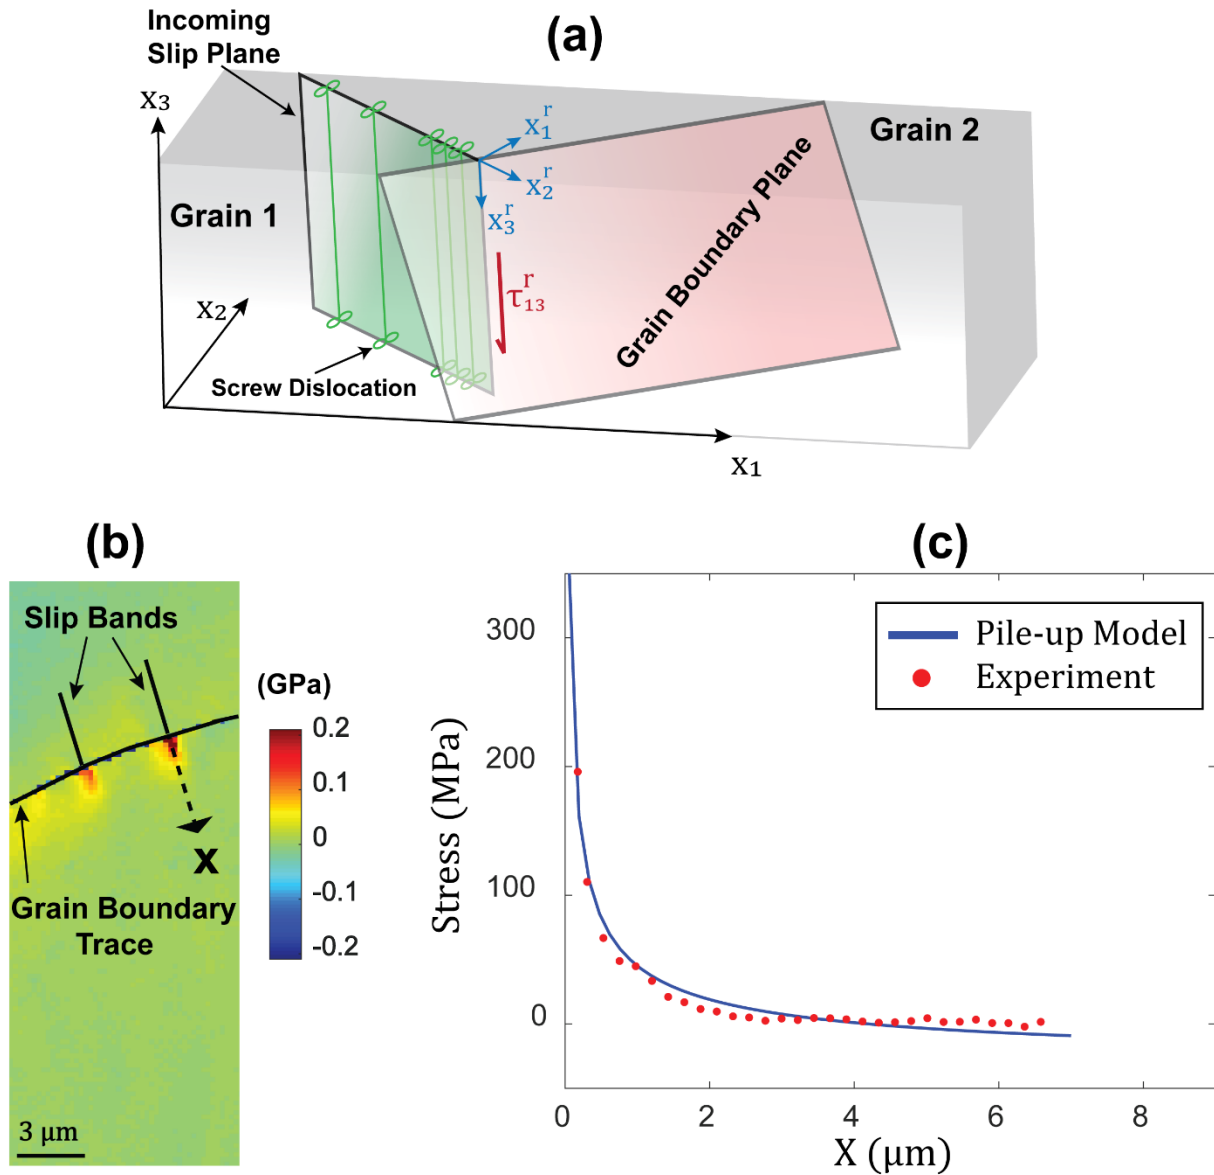 (a)
Incoming
Slip Plane
x₃
Grain 1
x₂
Screw Dislocation
x₁
x₁ʳ
x₂ʳ
x₃ʳ
τ₁₃ʳ
Grain Boundary Plane
Grain 2
(b)
Slip Bands
X
Grain Boundary
Trace
3 μm
(GPa)
0.2
0.1
0
-0.1
-0.2
(c)
Pile-up Model
Experiment
Stress (MPa)
300
200
100
0
0 2 4 6 8
X (μm)